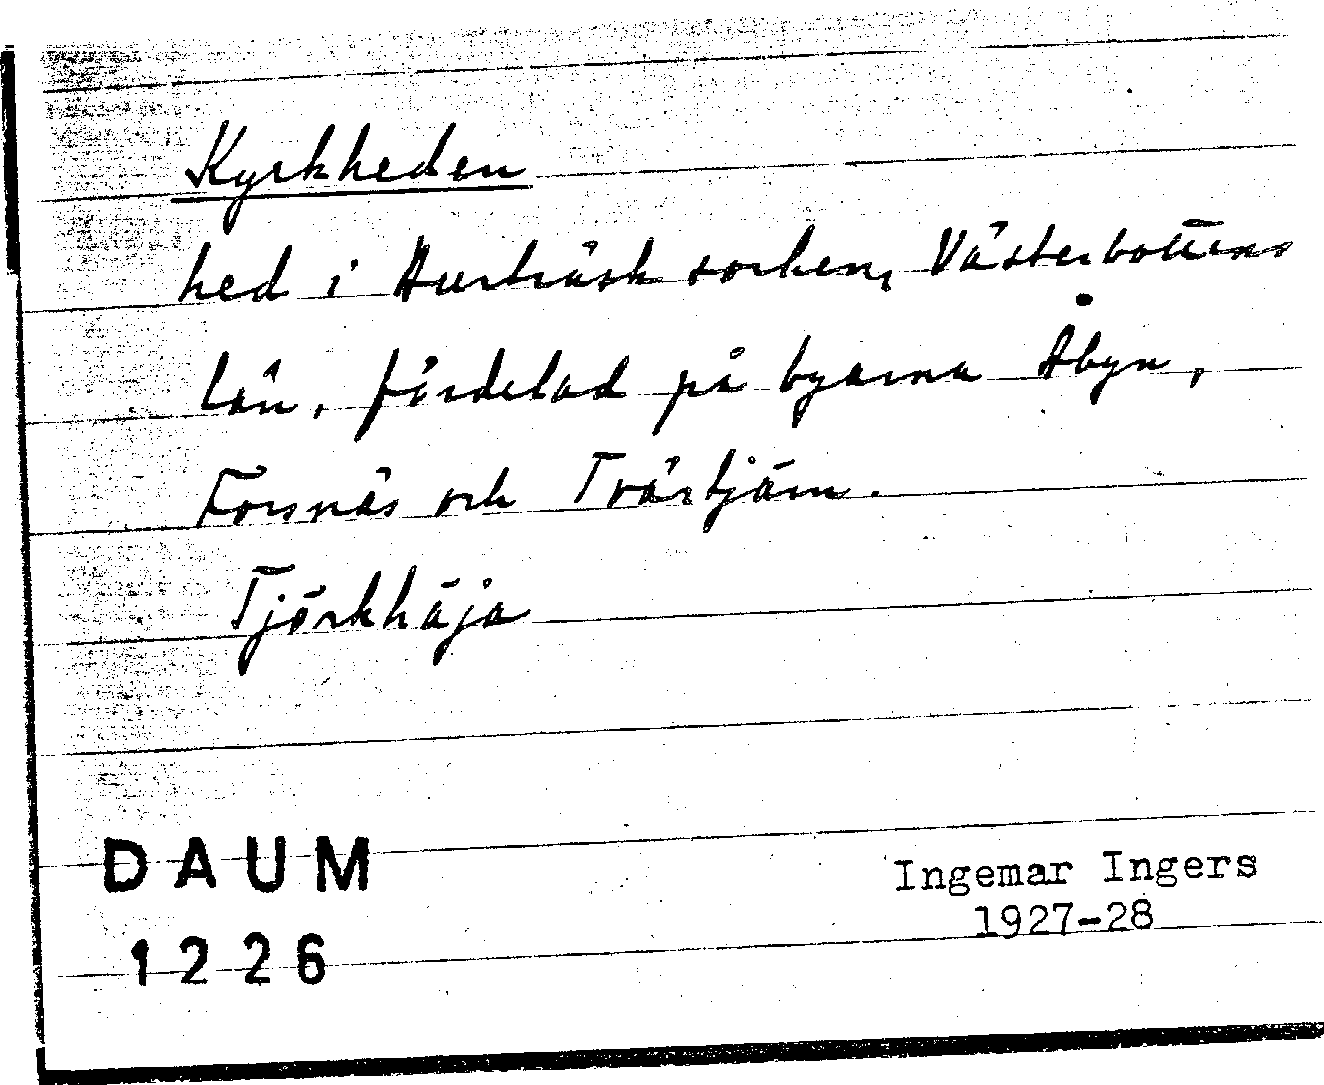 Kyrkheden
hed i Burträsk socken, Västerbottens
län, fördelad på byarna Åbyn,
Forsnäs och Tvärtjärn.
Tjörkhäja
DAUM
1226
Ingemar Ingers
1927-28